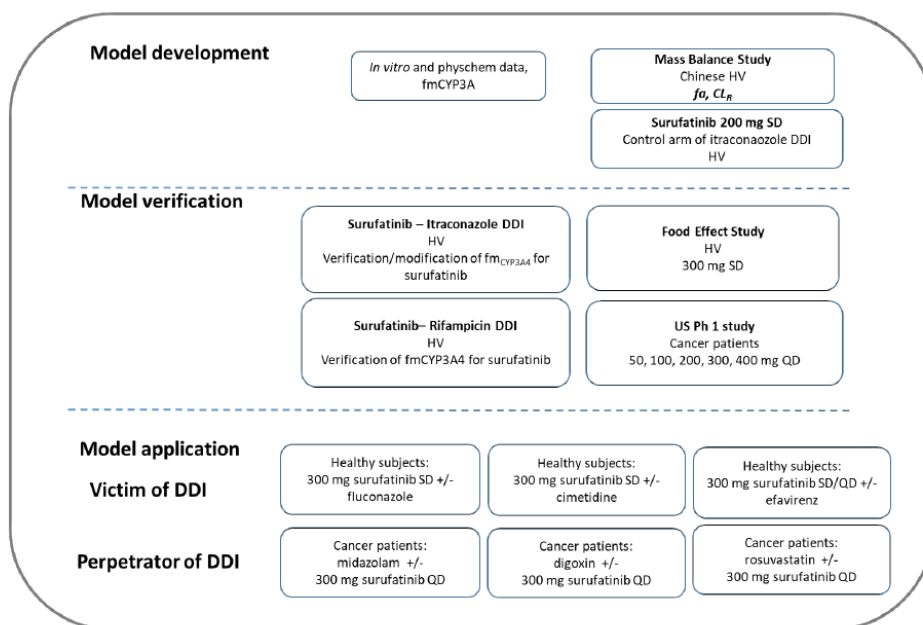 Model development
In vitro and physchem data,
fmCYP3A
Mass Balance Study
Chinese HV
fa, CLR
Surufatinib 200 mg SD
Control arm of itraconaozole DDI
HV
Model verification
Surufatinib – Itraconazole DDI
HV
Verification/modification of fmCYP3A4 for
surufatinib
Food Effect Study
HV
300 mg SD
Surufatinib– Rifampicin DDI
HV
Verification of fmCYP3A4 for surufatinib
US Ph 1 study
Cancer patients
50, 100, 200, 300, 400 mg QD
Model application
Victim of DDI
Healthy subjects:
300 mg surufatinib SD +/-
fluconazole
Healthy subjects:
300 mg surufatinib SD +/-
cimetidine
Healthy subjects:
300 mg surufatinib SD/QD +/-
efavirenz
Perpetrator of DDI
Cancer patients:
midazolam +/-
300 mg surufatinib QD
Cancer patients:
digoxin +/-
300 mg surufatinib QD
Cancer patients:
rosuvastatin +/-
300 mg surufatinib QD